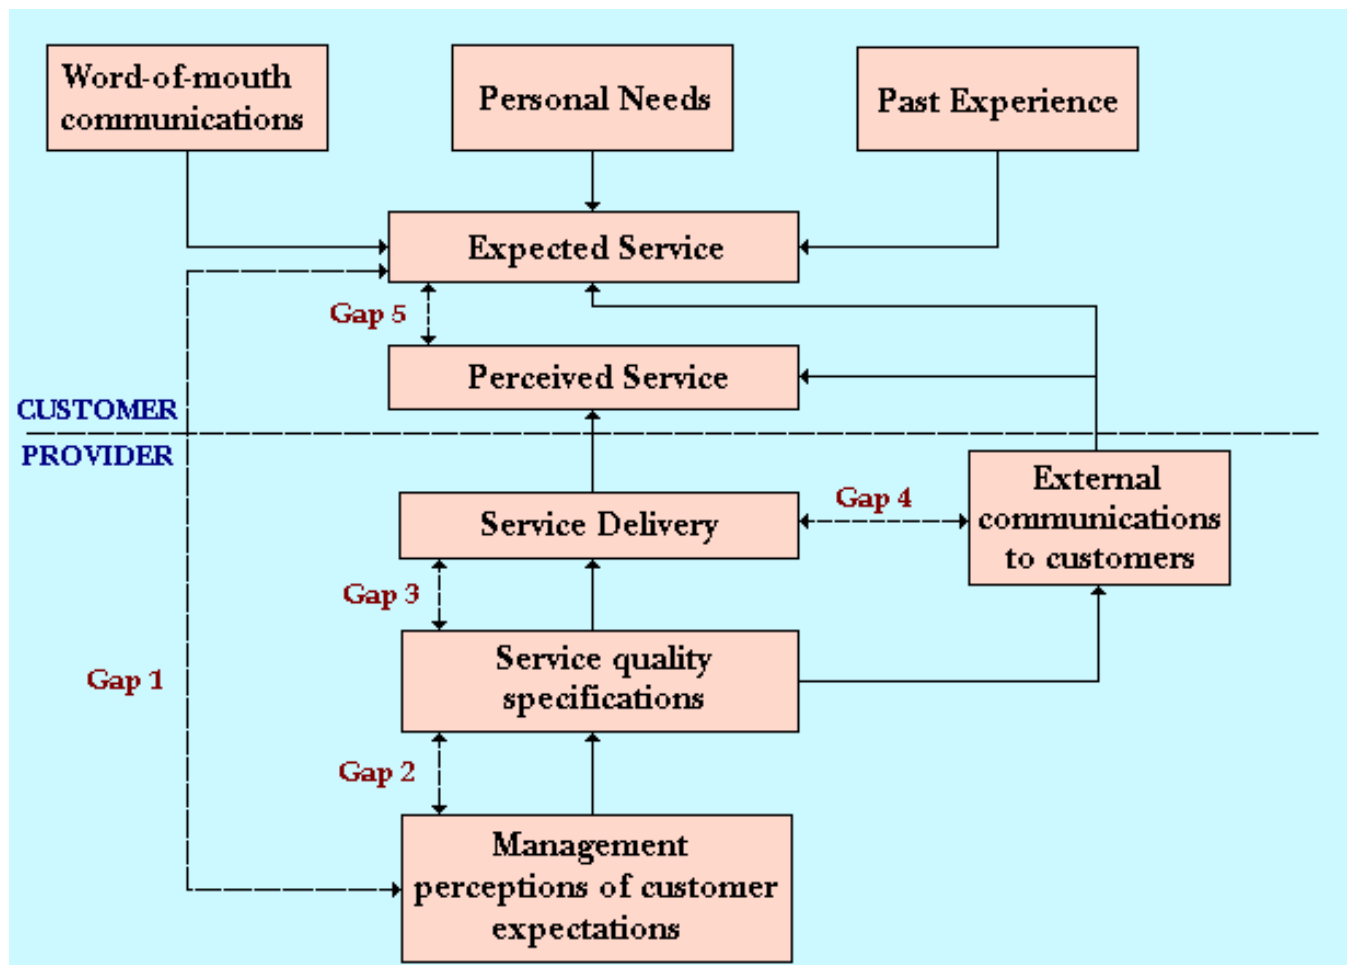 Word-of-mouth
communications
Personal Needs
Past Experience
Expected Service
Gap 5
Perceived Service
CUSTOMER
PROVIDER
Service Delivery
Gap 4
External
communications
to customers
Gap 3
Service quality
specifications
Gap 1
Gap 2
Management
perceptions of customer
expectations